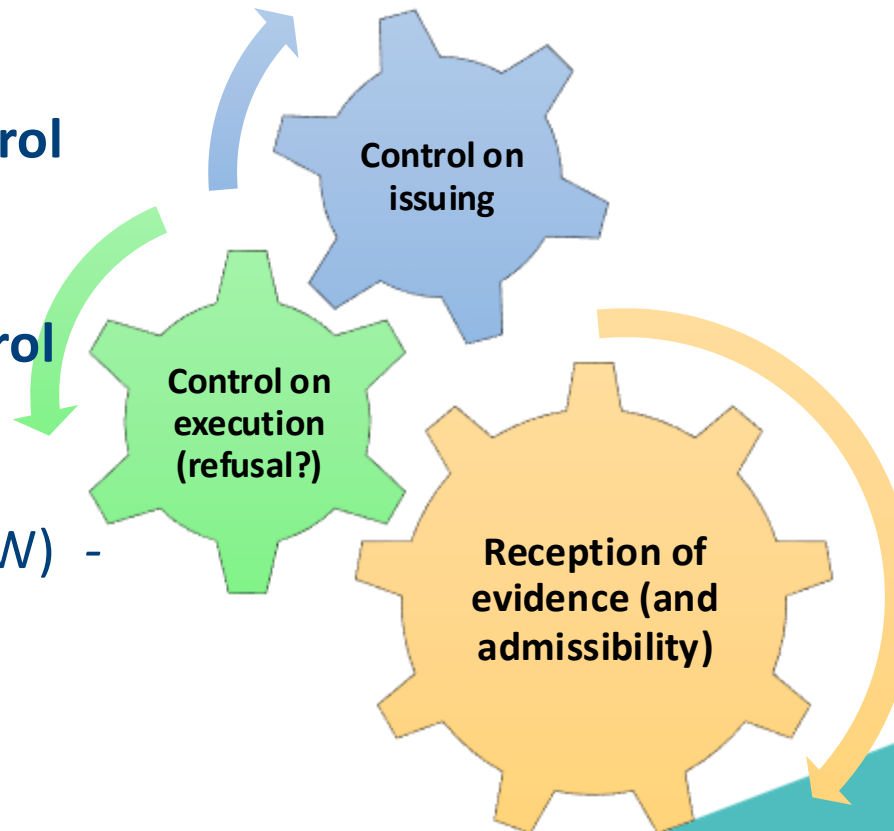 rol
Control on
issuing
rol
Control on
execution
(refusal?)
W) -
Reception of
evidence (and
admissibility)